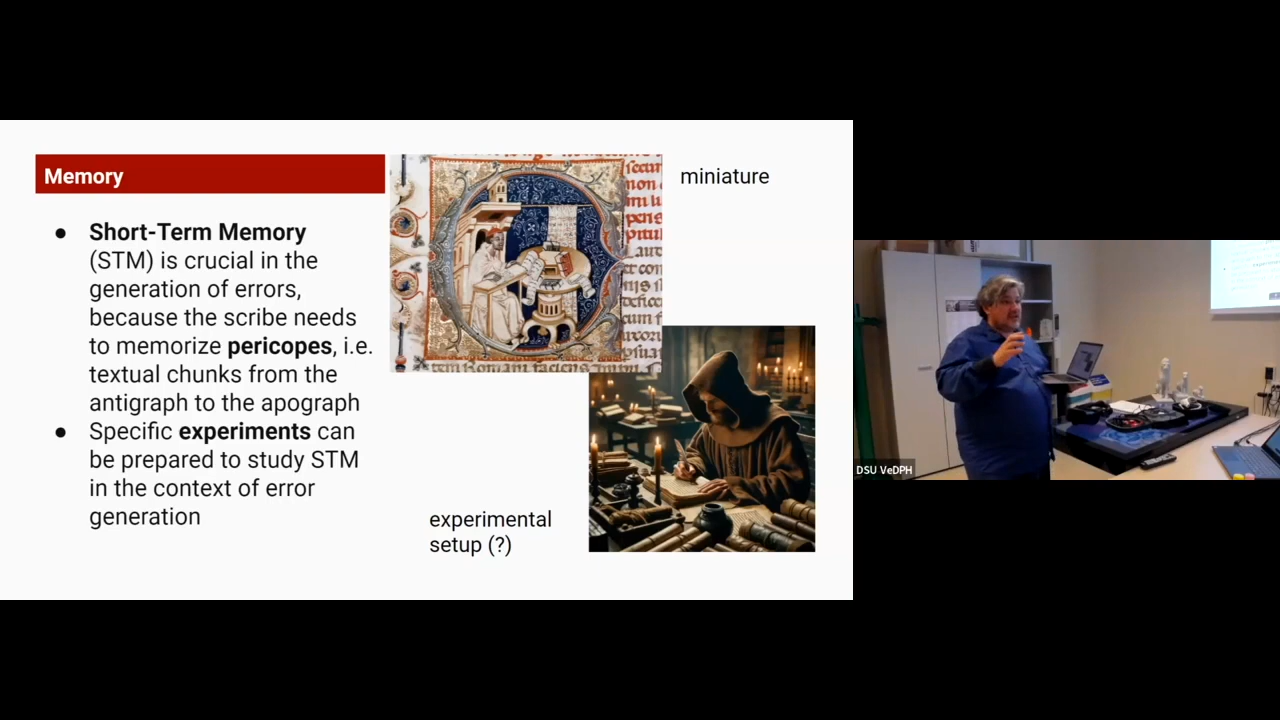 Memory
● Short-Term Memory
(STM) is crucial in the
generation of errors,
because the scribe needs
to memorize pericopes, i.e.
textual chunks from the
antigraph to the apograph
● Specific experiments can
be prepared to study STM
in the context of error
generation
miniature
experimental
setup (?)
DSU VeDPH